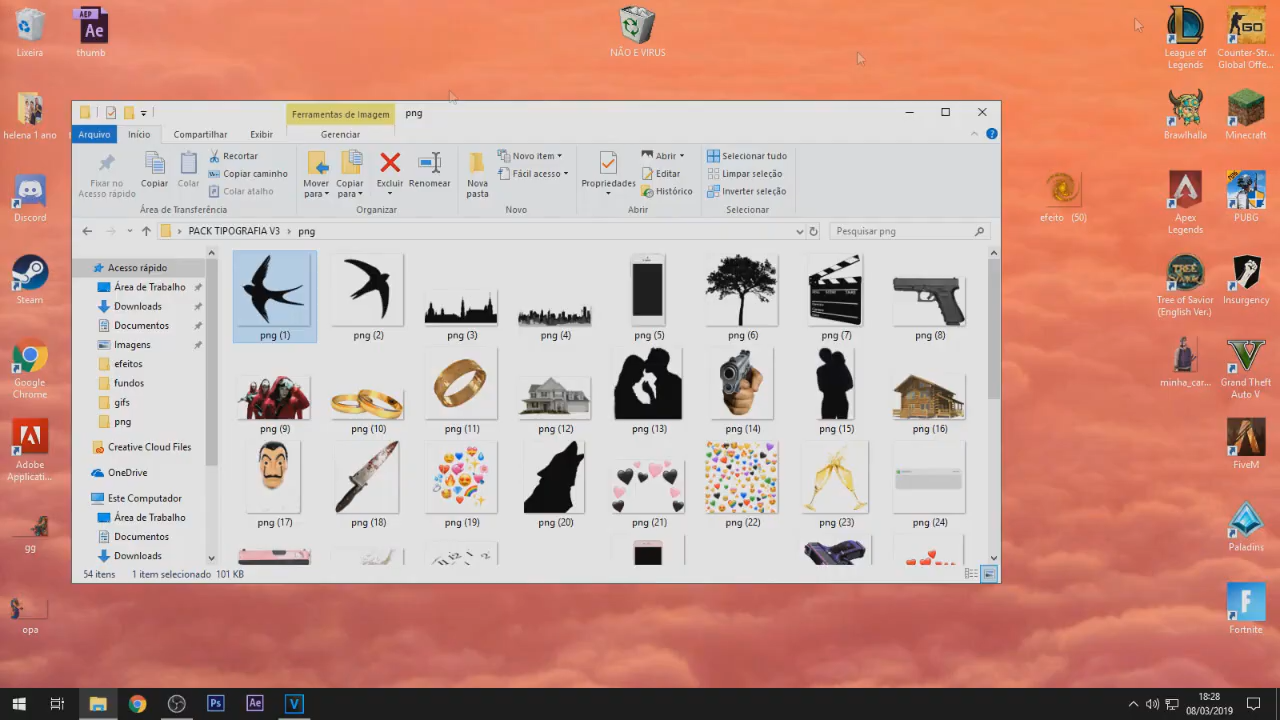 Lixeira
thumb
NÃO E VIRUS
League of
Legends
Counter-Str...
Global Offe...
helena 1 ano
Brawlhalla
Minecraft
Discord
efeito (50)
Apex
Legends
PUBG
Steam
Tree of Savior
(English Ver.)
Insurgency
Google
Chrome
minha_car...
Grand Theft
Auto V
Adobe
Applicati...
FiveM
gg
Paladins
opa
Fortnite
Ferramentas de Imagem
png
Arquivo
Início
Compartilhar
Exibir
Gerenciar
Fixar no
Acesso rápido
Copiar
Colar
Recortar
Copiar caminho
Colar atalho
Área de Transferência
Mover
para
Copiar
para
Excluir
Renomear
Organizar
Nova
pasta
Novo item
Fácil acesso
Novo
Propriedades
Abrir
Editar
Histórico
Abrir
Selecionar tudo
Limpar seleção
Inverter seleção
Selecionar
PACK TIPOGRAFIA V3
png
Pesquisar png
Acesso rápido
Área de Trabalho
Downloads
Documentos
Imagens
efeitos
fundos
gifs
png
Creative Cloud Files
OneDrive
Este Computador
Área de Trabalho
Documentos
Downloads
png (1)
png (2)
png (3)
png (4)
png (5)
png (6)
png (7)
png (8)
png (9)
png (10)
png (11)
png (12)
png (13)
png (14)
png (15)
png (16)
png (17)
png (18)
png (19)
png (20)
png (21)
png (22)
png (23)
png (24)
54 itens
1 item selecionado 101 KB
18:28
08/03/2019
AEP
Ae
GO
Ps
Ae
V